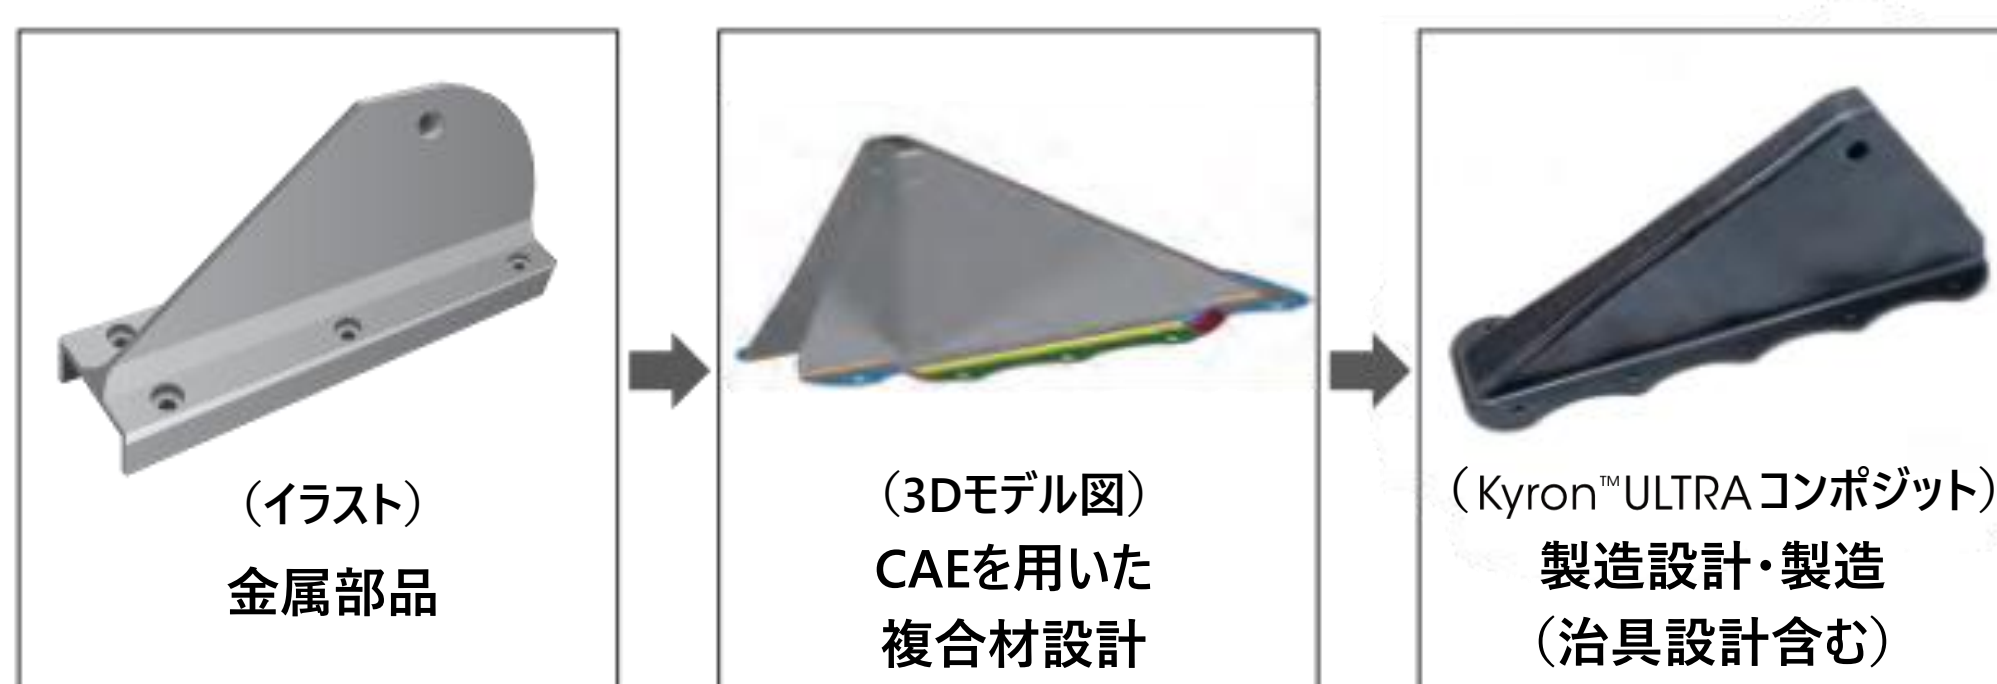 （イラスト）
金属部品
（3Dモデル図）
CAEを用いた
複合材設計
（Kyron™ULTRAコンポジット）
製造設計・製造
（治具設計含む）